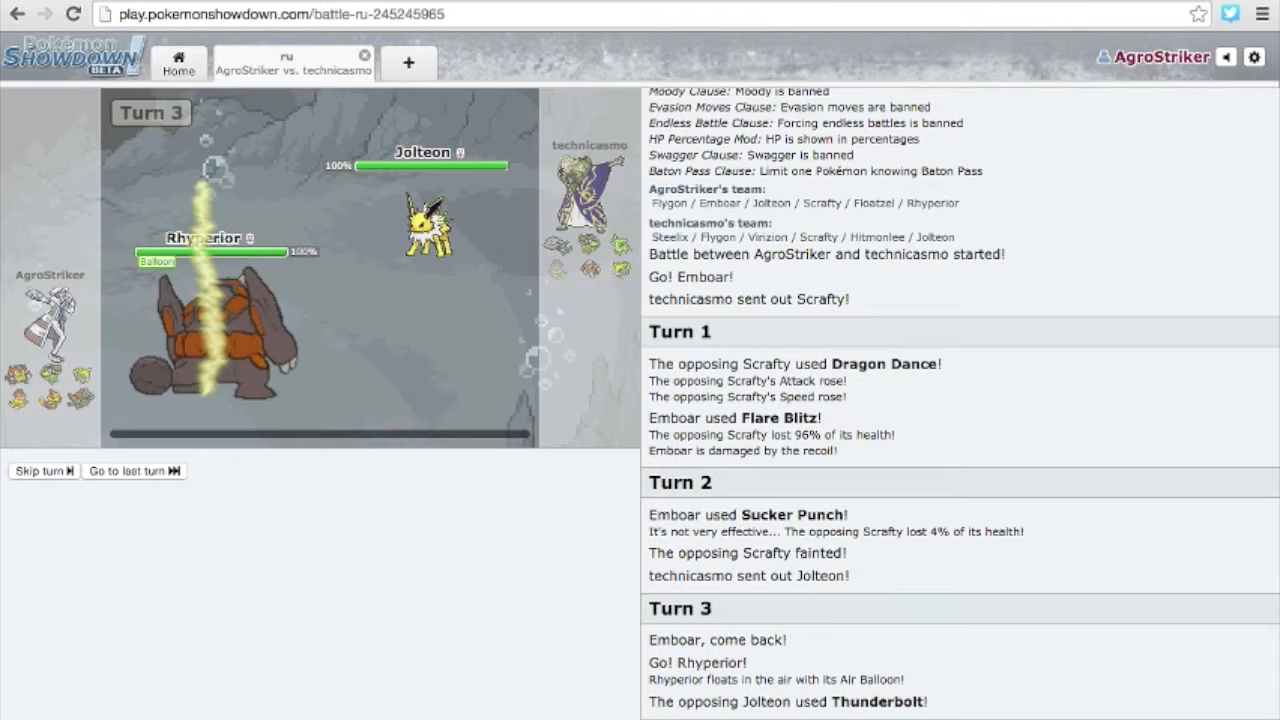 play.pokemonshowdown.com/battle-ru-245245965
Pokémon
SHOWDOWN!
BETA
Home
ru
AgroStriker vs. technicasmo
+
AgroStriker
Turn 3
Jolteon
100%
technicasmo
Rhyperior
100%
Balloon
AgroStriker
Skip turn
Go to last turn
Moody Clause: Moody is banned
Evasion Moves Clause: Evasion moves are banned
Endless Battle Clause: Forcing endless battles is banned
HP Percentage Mod: HP is shown in percentages
Swagger Clause: Swagger is banned
Baton Pass Clause: Limit one Pokémon knowing Baton Pass
AgroStriker's team:
Flygon / Emboar / Jolteon / Scrafty / Floatzel / Rhyperior
technicasmo's team:
Steelix / Flygon / Virizion / Scrafty / Hitmonlee / Jolteon
Battle between AgroStriker and technicasmo started!
Go! Emboar!
technicasmo sent out Scrafty!
Turn 1
The opposing Scrafty used Dragon Dance!
The opposing Scrafty's Attack rose!
The opposing Scrafty's Speed rose!
Emboar used Flare Blitz!
The opposing Scrafty lost 96% of its health!
Emboar is damaged by the recoil!
Turn 2
Emboar used Sucker Punch!
It's not very effective... The opposing Scrafty lost 4% of its health!
The opposing Scrafty fainted!
technicasmo sent out Jolteon!
Turn 3
Emboar, come back!
Go! Rhyperior!
Rhyperior floats in the air with its Air Balloon!
The opposing Jolteon used Thunderbolt!